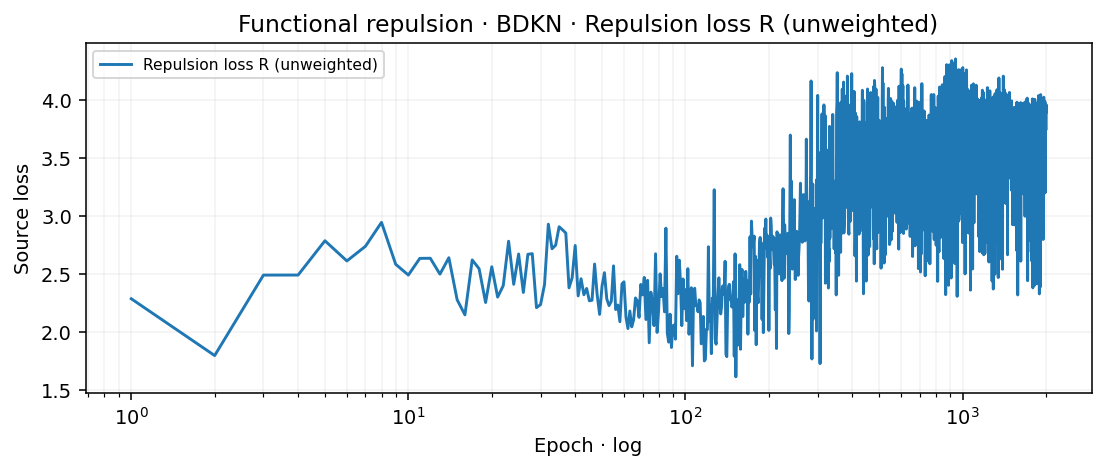 Functional repulsion · BDKN · Repulsion loss R (unweighted)
Repulsion loss R (unweighted)
Source loss
4.0
3.5
3.0
2.5
2.0
1.5
10⁰ 10¹ 10² 10³
Epoch · log